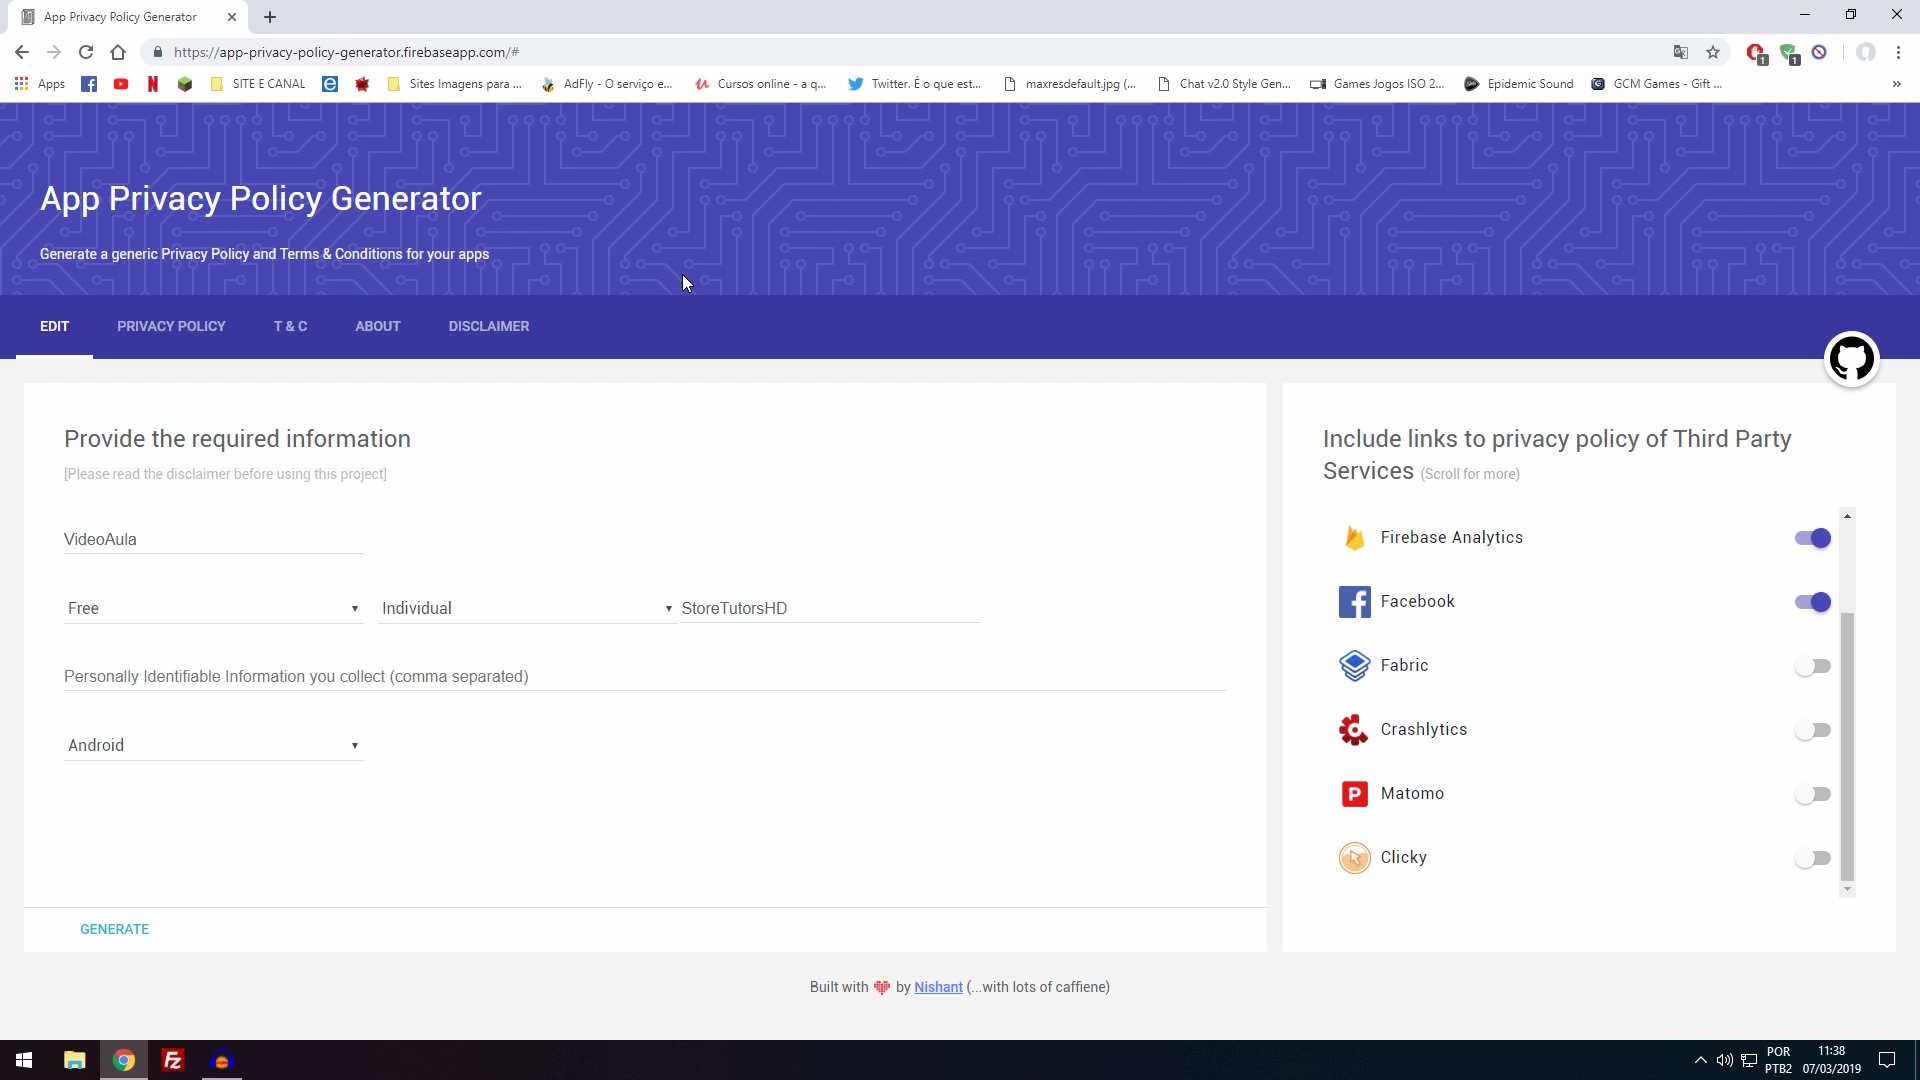 App Privacy Policy Generator
https://app-privacy-policy-generator.firebaseapp.com/#
1
1
Apps
SITE E CANAL
Sites Imagens para ...
AdFly - O serviço e...
Cursos online - a q...
Twitter. É o que est...
maxresdefault.jpg (...
Chat v2.0 Style Gen...
Games Jogos ISO 2...
Epidemic Sound
GCM Games - Gift ...
»
App Privacy Policy Generator
Generate a generic Privacy Policy and Terms & Conditions for your apps
EDIT
PRIVACY POLICY
T & C
ABOUT
DISCLAIMER
Provide the required information
[Please read the disclaimer before using this project]
VideoAula
Free
Individual
StoreTutorsHD
Personally Identifiable Information you collect (comma separated)
Android
GENERATE
Include links to privacy policy of Third Party
Services (Scroll for more)
Firebase Analytics
Facebook
Fabric
Crashlytics
Matomo
Clicky
Built with by Nishant (...with lots of caffiene)
POR
PTB2
11:38
07/03/2019